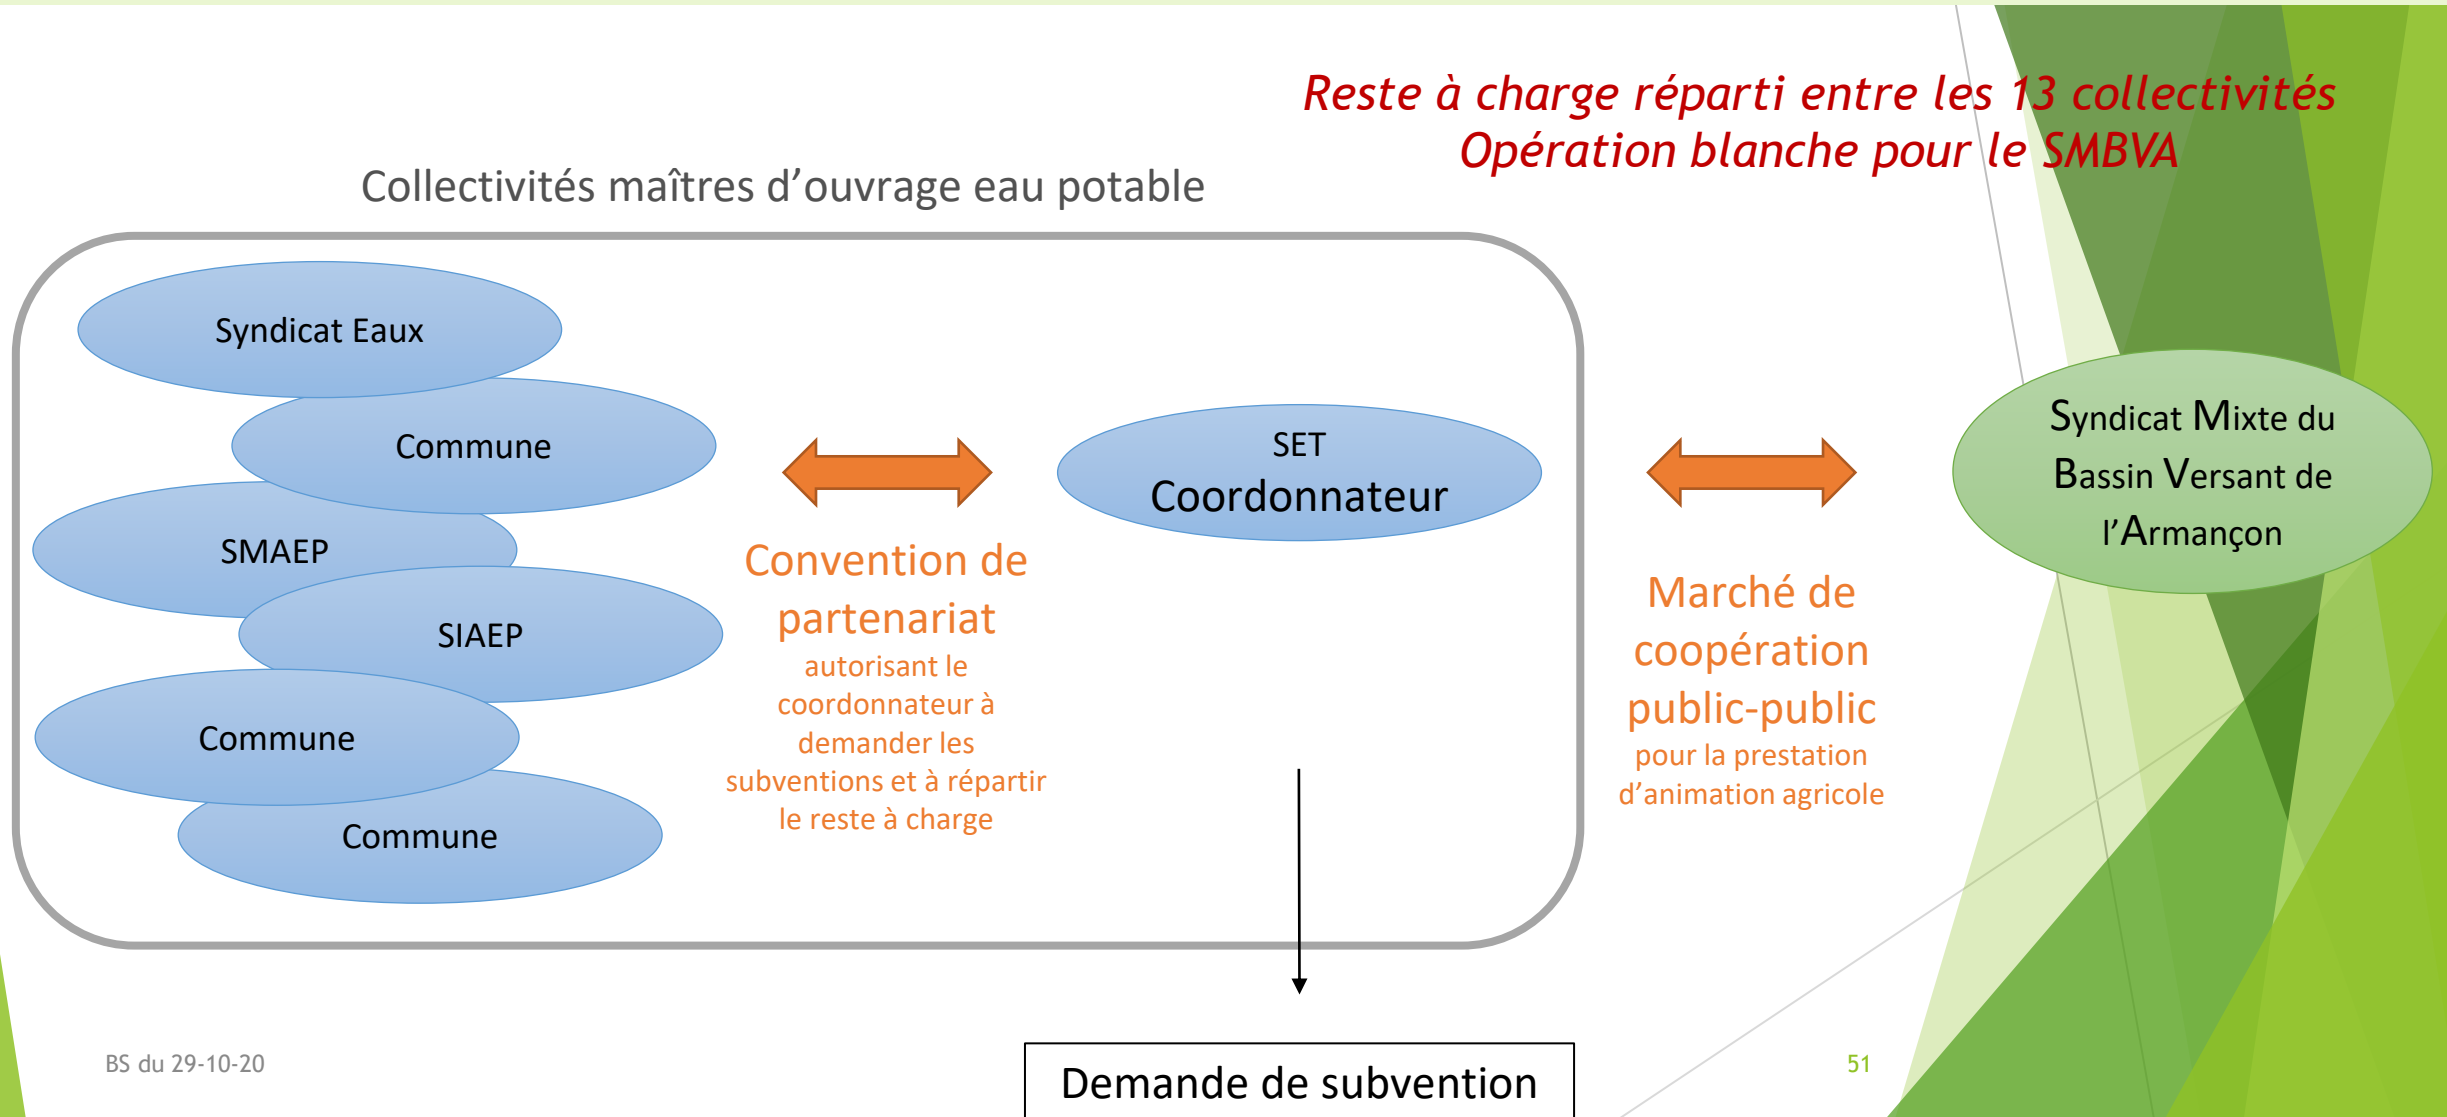 Reste à charge réparti entre les 13 collectivités
Opération blanche pour le SMBVA
Collectivités maîtres d'ouvrage eau potable
Syndicat Eaux
Commune
SMAEP
SIAEP
Commune
Commune
Convention de
partenariat
autorisant le
coordonnateur à
demander les
subventions et à répartir
le reste à charge
SET
Coordonnateur
Marché de
coopération
public-public
pour la prestation
d'animation agricole
Syndicat Mixte du
Bassin Versant de
l'Armançon
Demande de subvention
BS du 29-10-20
51